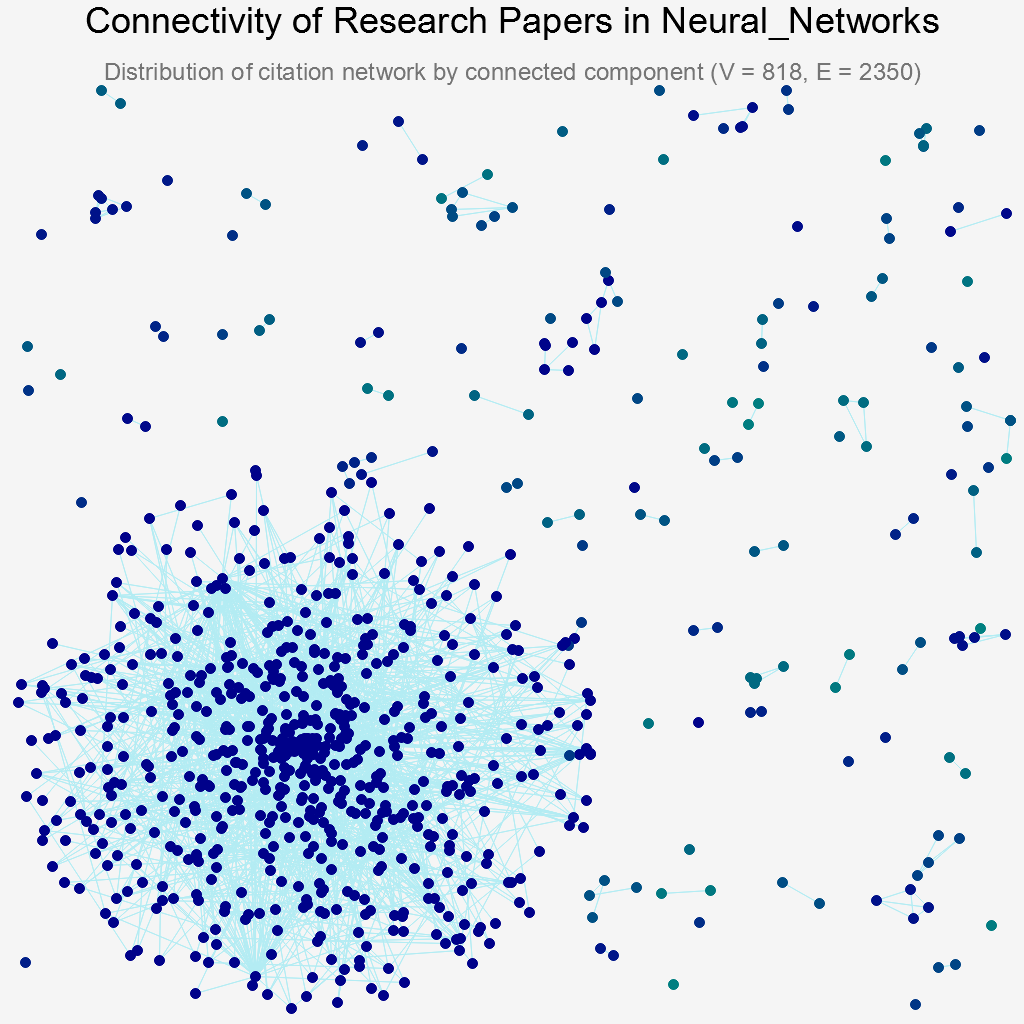 Connectivity of Research Papers in Neural_Networks
Distribution of citation network by connected component (V = 818, E = 2350)